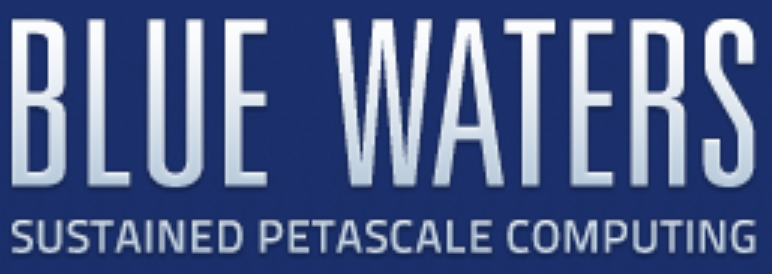 BLUE WATERS
SUSTAINED PETASCALE COMPUTING